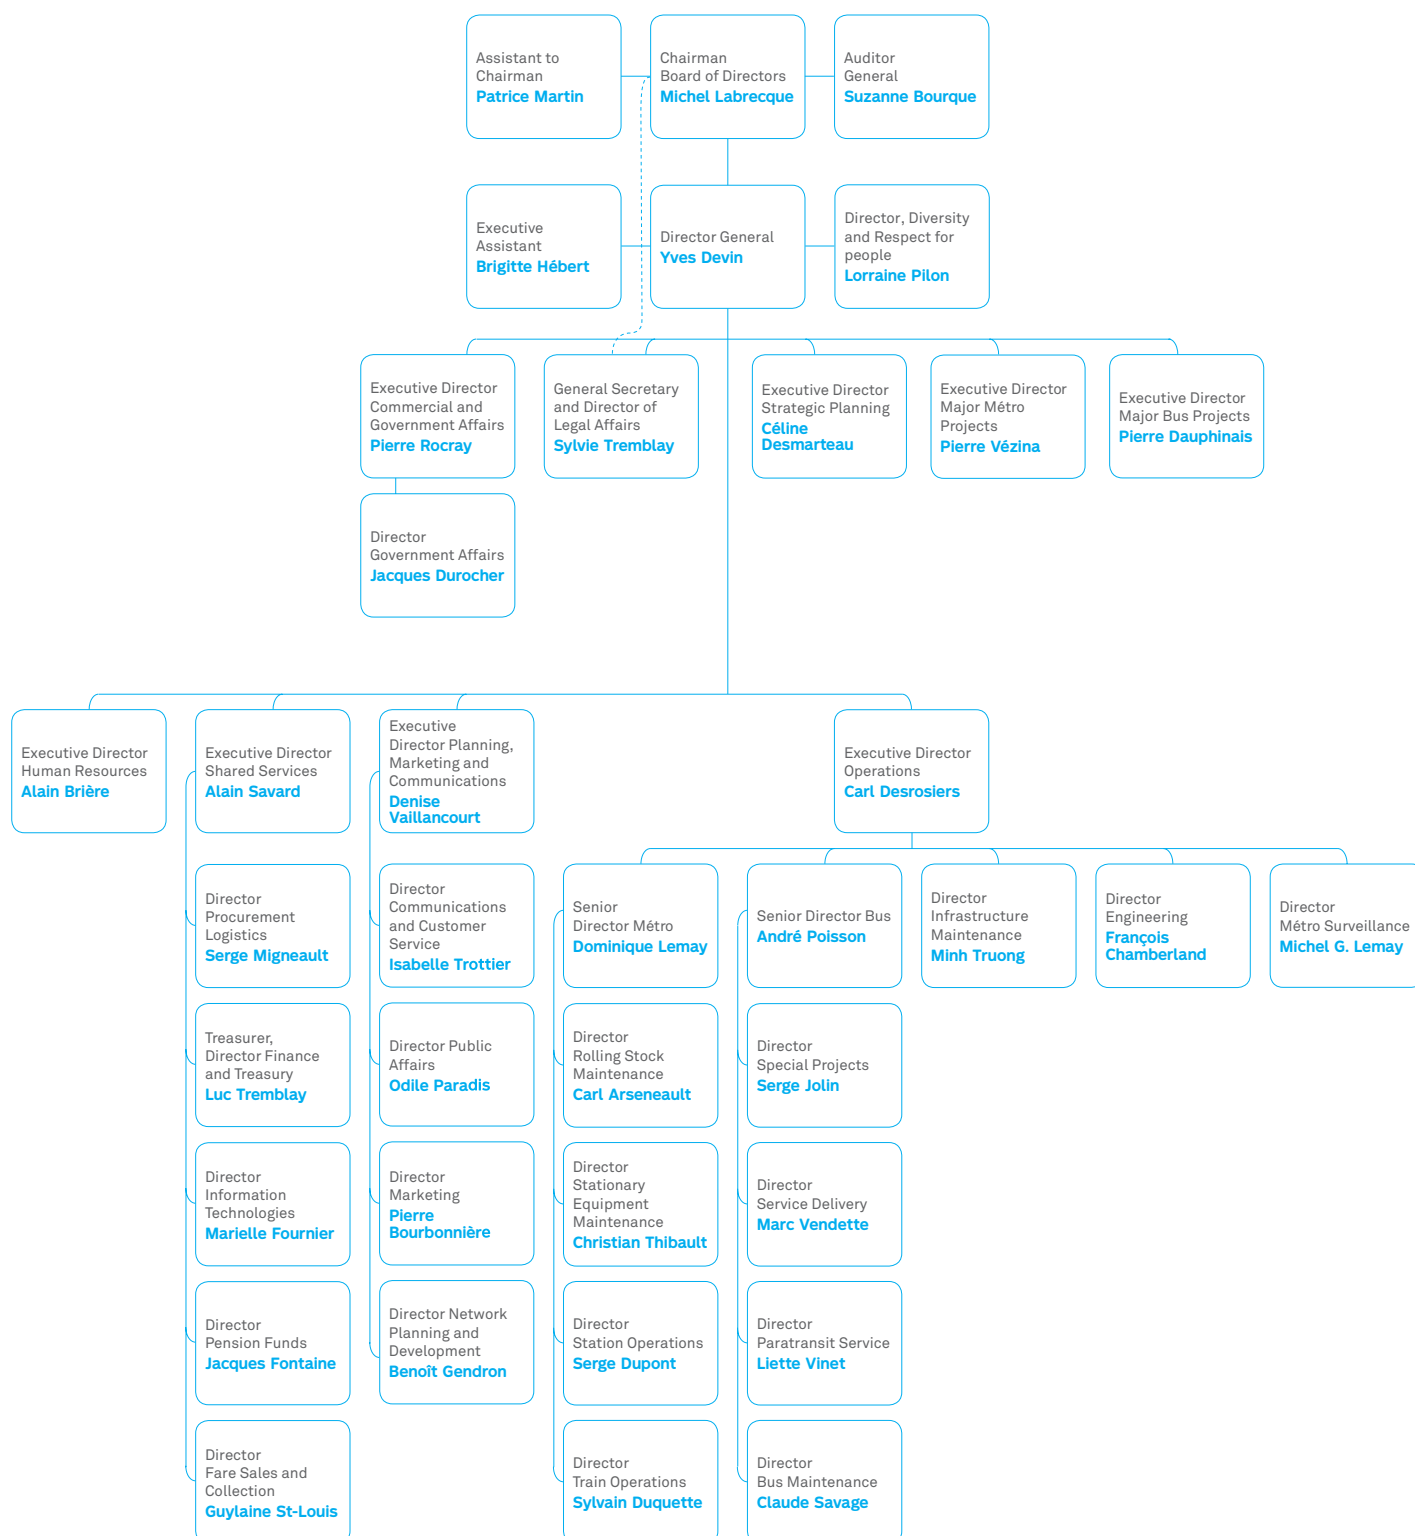 Assistant to
Chairman
Patrice Martin
Chairman
Board of Directors
Michel Labrecque
Auditor
General
Suzanne Bourque
Executive
Assistant
Brigitte Hébert
Director General
Yves Devin
Director, Diversity
and Respect for
people
Lorraine Pilon
Executive Director
Commercial and
Government Affairs
Pierre Rocray
General Secretary
and Director of
Legal Affairs
Sylvie Tremblay
Executive Director
Strategic Planning
Céline
Desmarteau
Executive Director
Major Métro
Projects
Pierre Vézina
Executive Director
Major Bus Projects
Pierre Dauphinais
Director
Government Affairs
Jacques Durocher
Executive Director
Human Resources
Alain Brière
Executive Director
Shared Services
Alain Savard
Executive
Director Planning,
Marketing and
Communications
Denise
Vaillancourt
Executive Director
Operations
Carl Desrosiers
Director
Procurement
Logistics
Serge Migneault
Director
Communications
and Customer
Service
Isabelle Trottier
Senior
Director Métro
Dominique Lemay
Senior Director Bus
André Poisson
Director
Infrastructure
Maintenance
Minh Truong
Director
Engineering
François
Chamberland
Director
Métro Surveillance
Michel G. Lemay
Treasurer,
Director Finance
and Treasury
Luc Tremblay
Director Public
Affairs
Odile Paradis
Director
Rolling Stock
Maintenance
Carl Arseneault
Director
Special Projects
Serge Jolin
Director
Information
Technologies
Marielle Fournier
Director
Marketing
Pierre
Bourbonnière
Director
Stationary
Equipment
Maintenance
Christian Thibault
Director
Service Delivery
Marc Vendette
Director
Pension Funds
Jacques Fontaine
Director Network
Planning and
Development
Benoît Gendron
Director
Station Operations
Serge Dupont
Director
Paratransit Service
Liette Vinet
Director
Fare Sales and
Collection
Guylaine St-Louis
Director
Train Operations
Sylvain Duquette
Director
Bus Maintenance
Claude Savage